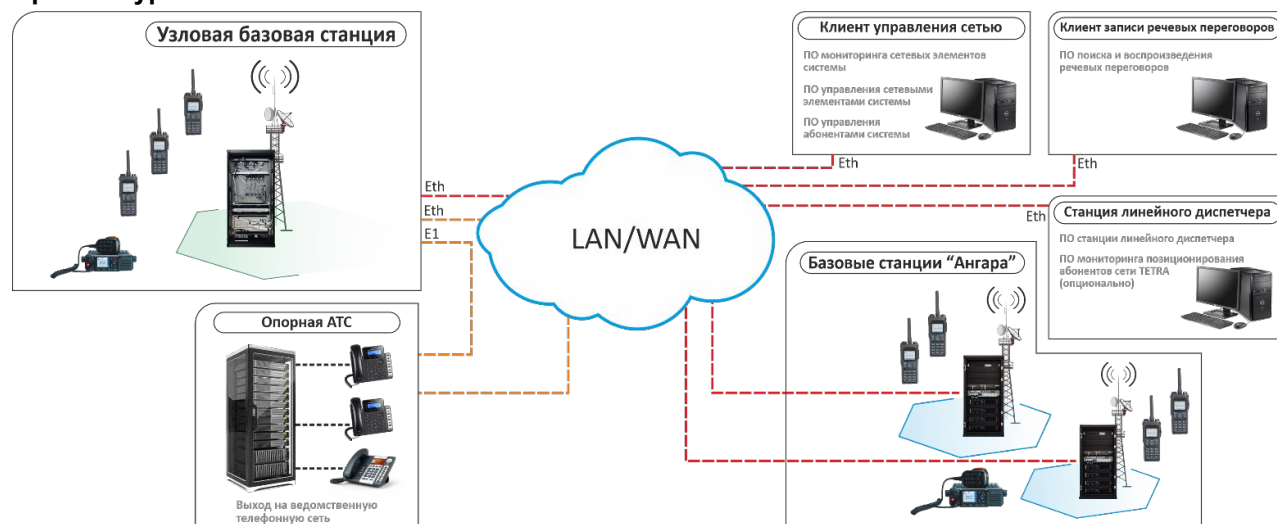 Узловая базовая станция
Eth
Eth
E1
LAN/WAN
Клиент управления сетью
ПО мониторинга сетевых элементов
системы
ПО управления сетевыми
элементами системы
ПО управления
абонентами системы
Eth
Клиент записи речевых переговоров
ПО поиска и воспроизведения
речевых переговоров
Eth
Станция линейного диспетчера
Eth
ПО станции линейного диспетчера
ПО мониторинга позиционирования
абонентов сети TETRA
(опционально)
Базовые станции “Ангара”
Опорная АТС
Выход на ведомственную
телефонную сеть